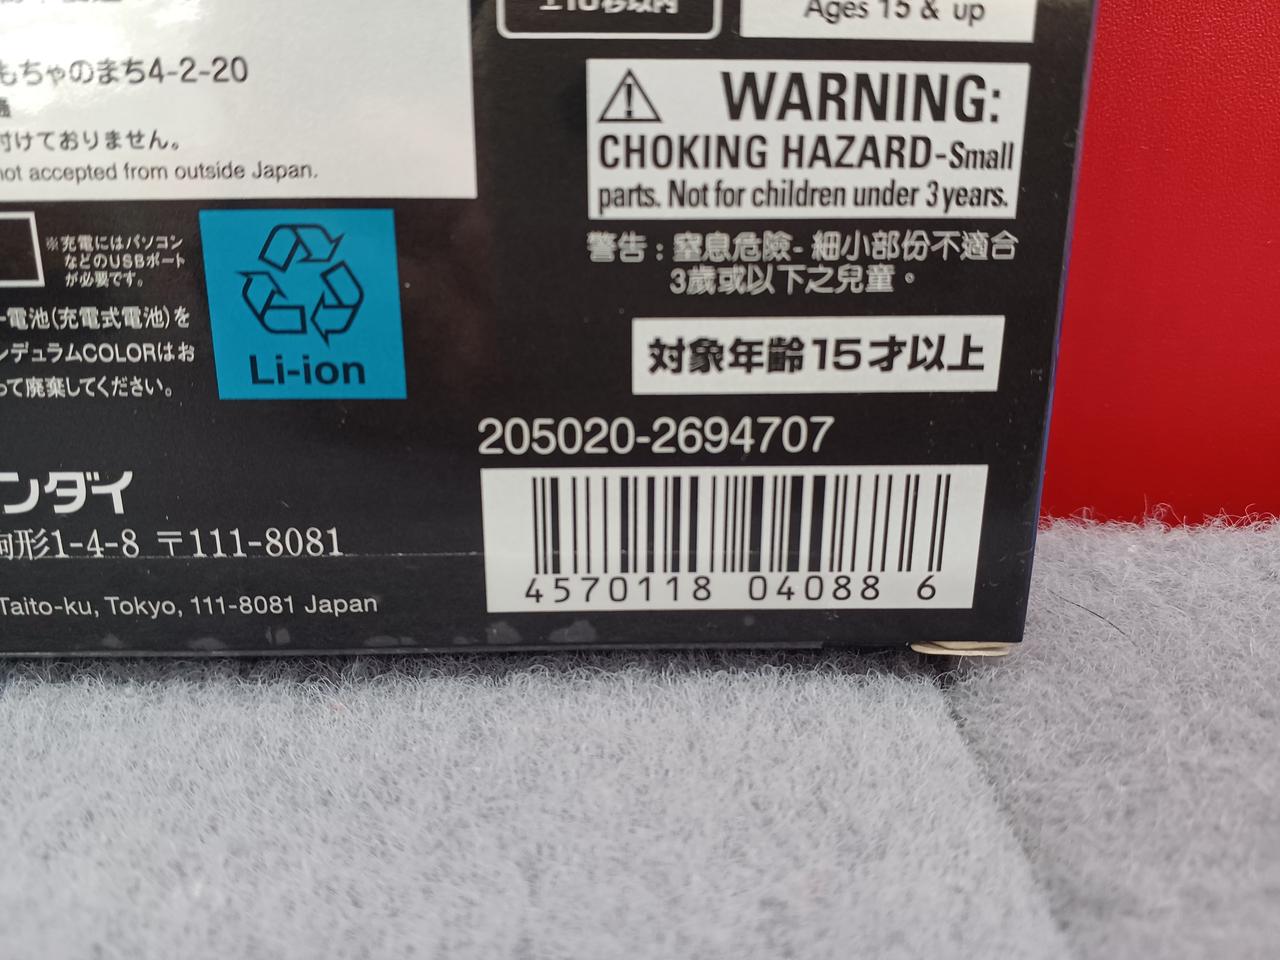 ±10秒以内
Ages 15 & up
もちゃのまち4-2-20
付けておりません。
not accepted from outside Japan.
WARNING:
CHOKING HAZARD-Small
parts. Not for children under 3 years.
警告：窒息危險- 細小部份不適合
3歲或以下之兒童。
※充電にはパソコン
などのUSBポート
が必要です。
Li-ion
ー電池(充電式電池)を
ンデュラムCOLORはお
って廃棄してください。
対象年齢15才以上
205020-2694707
4570118 04088 6
ンダイ
駒形1-4-8 〒111-8081
Taito-ku, Tokyo, 111-8081 Japan